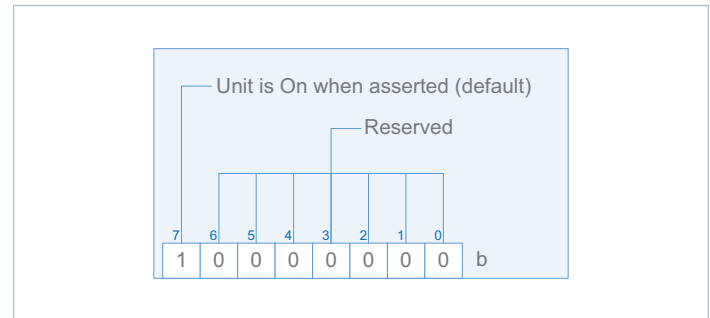 Unit is On when asserted (default)
Reserved
7 6 5 4 3 2 1 0
1 0 0 0 0 0 0 0 b